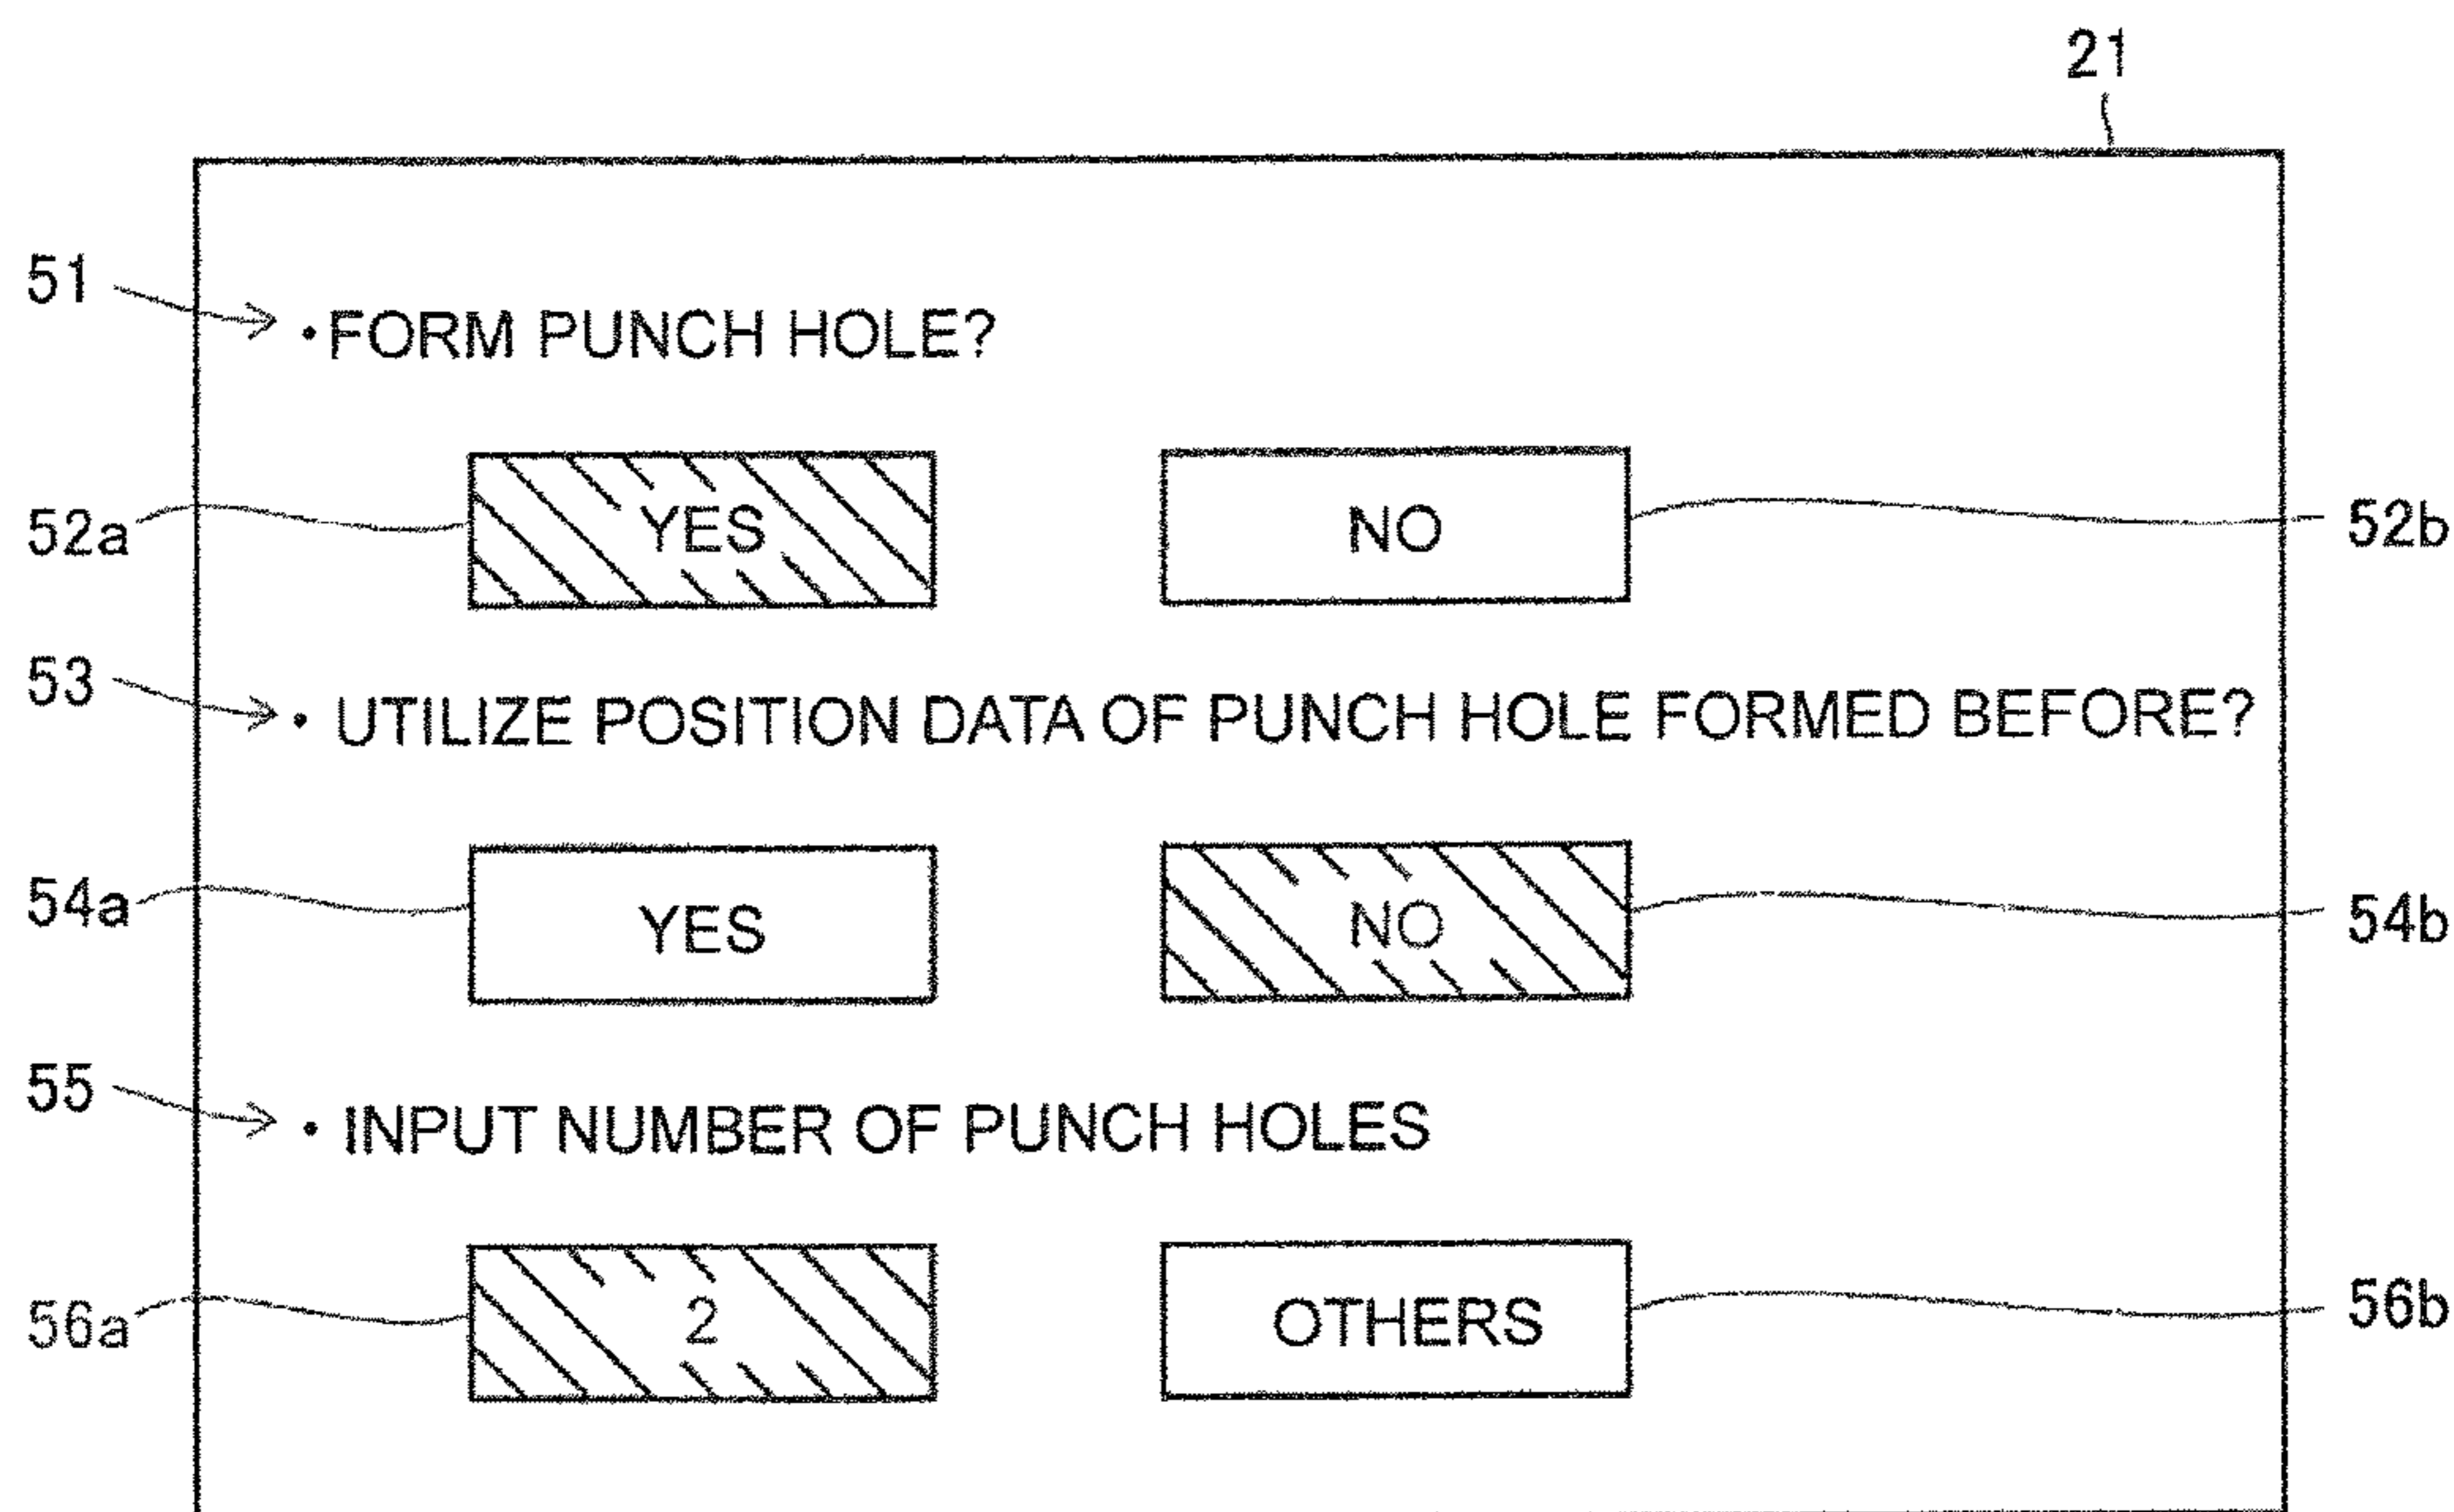 21
51
•FORM PUNCH HOLE?
52a
YES
NO
52b
53
• UTILIZE POSITION DATA OF PUNCH HOLE FORMED BEFORE?
54a
YES
NO
54b
55
• INPUT NUMBER OF PUNCH HOLES
56a
2
OTHERS
56b